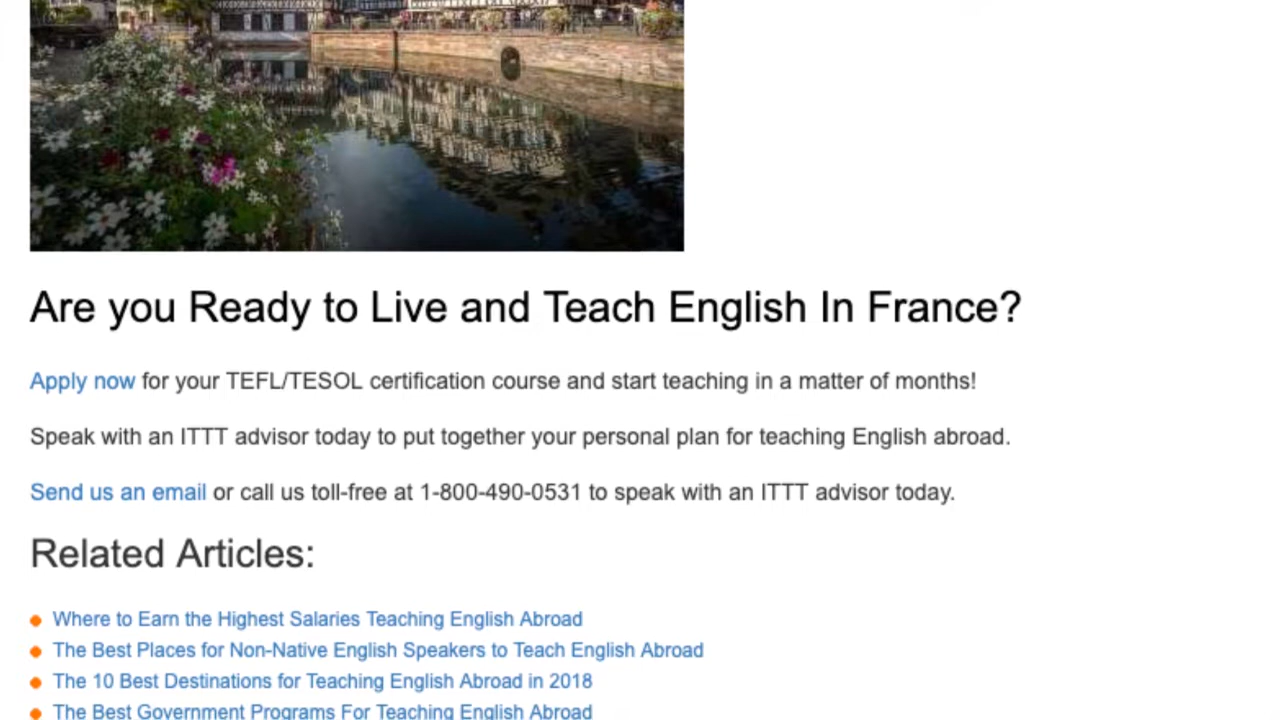 Are you Ready to Live and Teach English In France?
Apply now for your TEFL/TESOL certification course and start teaching in a matter of months!
Speak with an ITTT advisor today to put together your personal plan for teaching English abroad.
Send us an email or call us toll-free at 1-800-490-0531 to speak with an ITTT advisor today.
Related Articles:
Where to Earn the Highest Salaries Teaching English Abroad
The Best Places for Non-Native English Speakers to Teach English Abroad
The 10 Best Destinations for Teaching English Abroad in 2018
The Best Government Programs For Teaching English Abroad